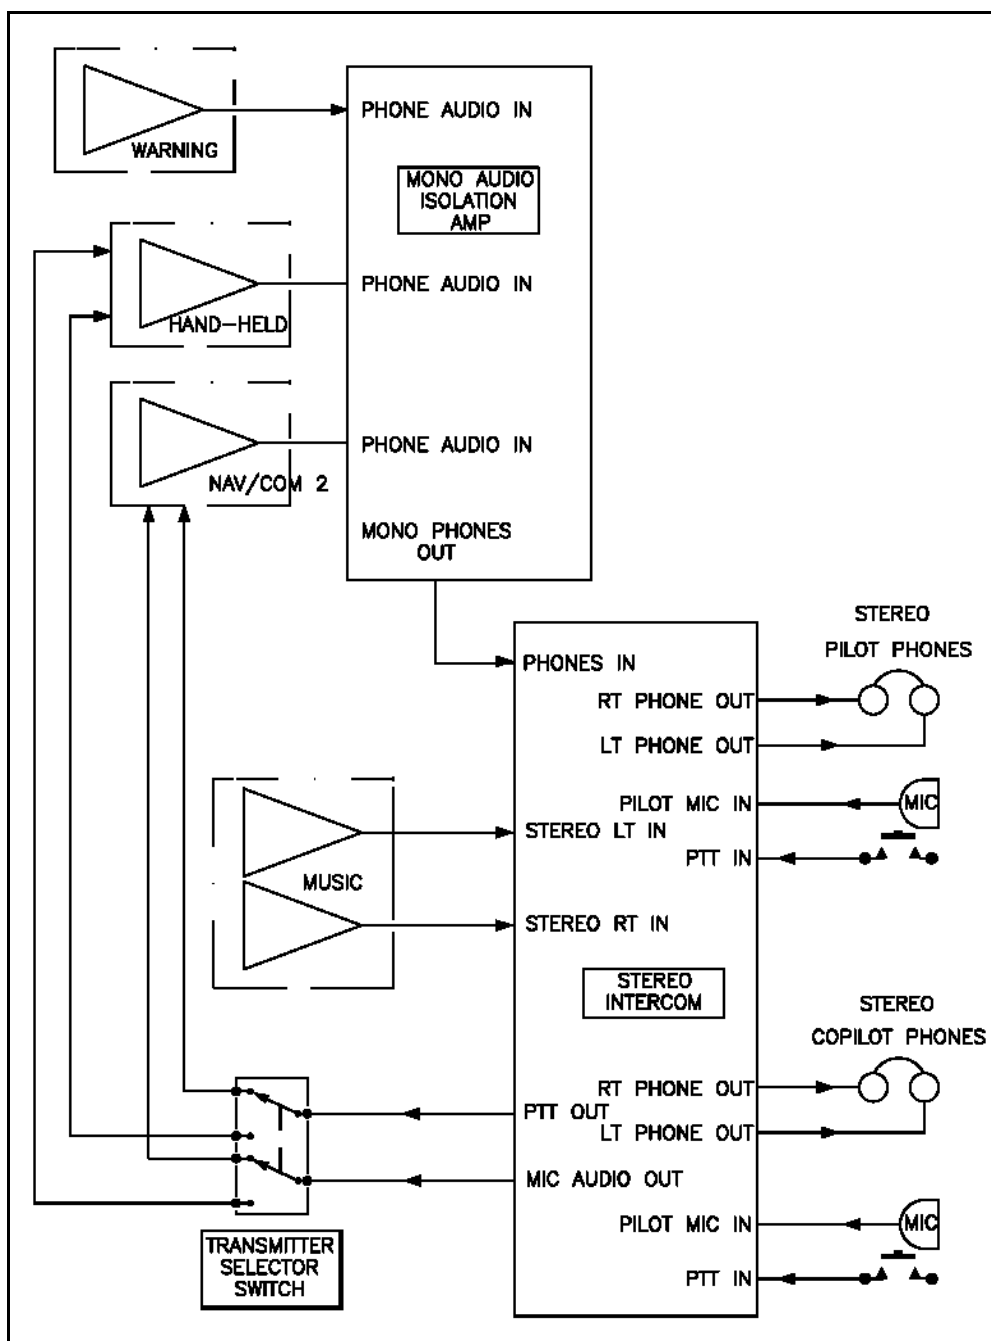 PHONE AUDIO IN
WARNING
MONO AUDIO
ISOLATION
AMP
PHONE AUDIO IN
HAND-HELD
PHONE AUDIO IN
NAV/COM 2
MONO PHONES
OUT
STEREO
PILOT PHONES
PHONES IN
RT PHONE OUT
LT PHONE OUT
PILOT MIC IN
MIC
STEREO LT IN
PTT IN
MUSIC
STEREO RT IN
STEREO
INTERCOM
STEREO
COPILOT PHONES
RT PHONE OUT
PTT OUT
LT PHONE OUT
MIC AUDIO OUT
PILOT MIC IN
MIC
TRANSMITTER
SELECTOR
SWITCH
PTT IN